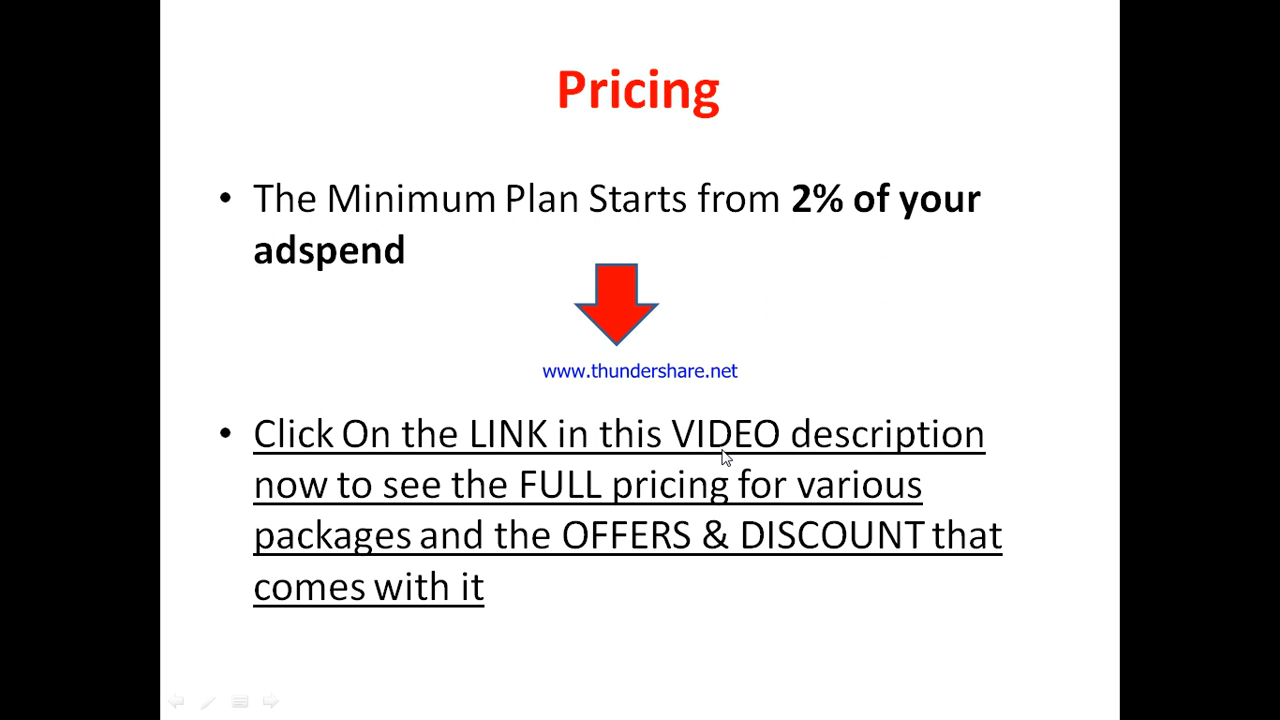 Pricing
• The Minimum Plan Starts from 2% of your
adspend
www.thundershare.net
• Click On the LINK in this VIDEO description
now to see the FULL pricing for various
packages and the OFFERS & DISCOUNT that
comes with it